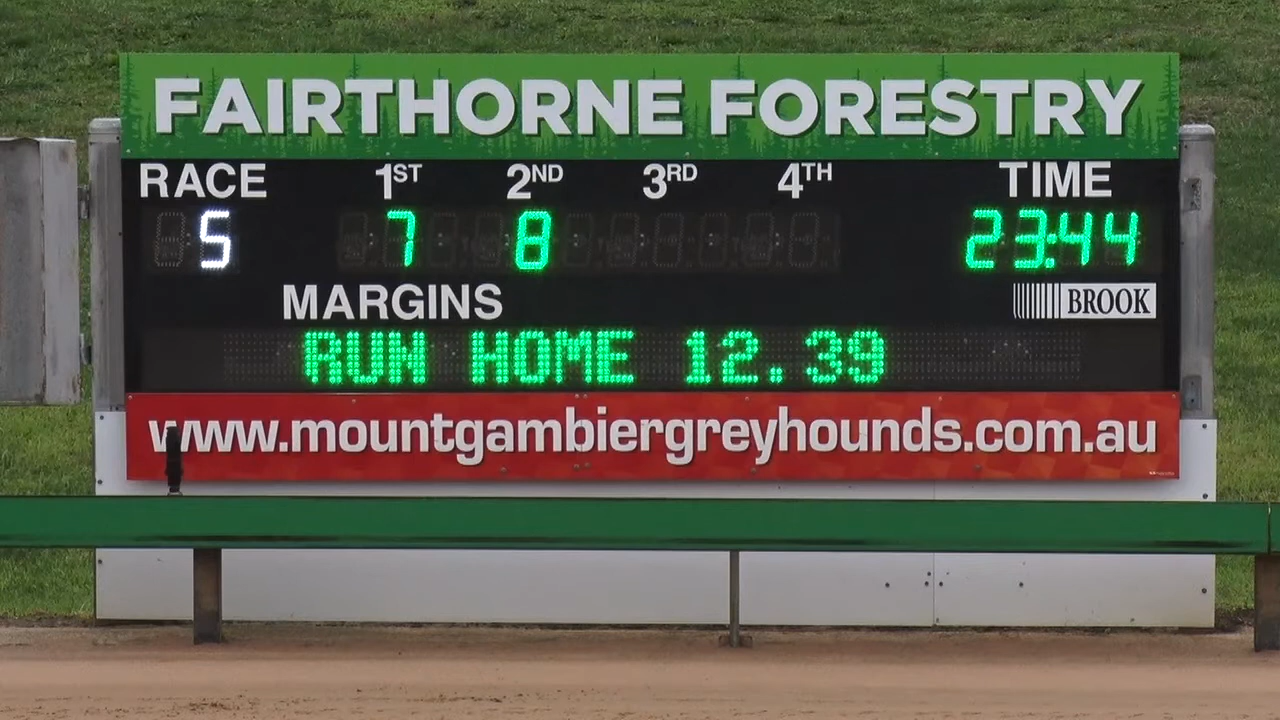 FAIRTHORNE FORESTRY
RACE 1ST 2ND 3RD 4TH TIME
5 7 8 23:44
MARGINS BROOK
RUN HOME 12.39
www.mountgambiergreyhounds.com.au